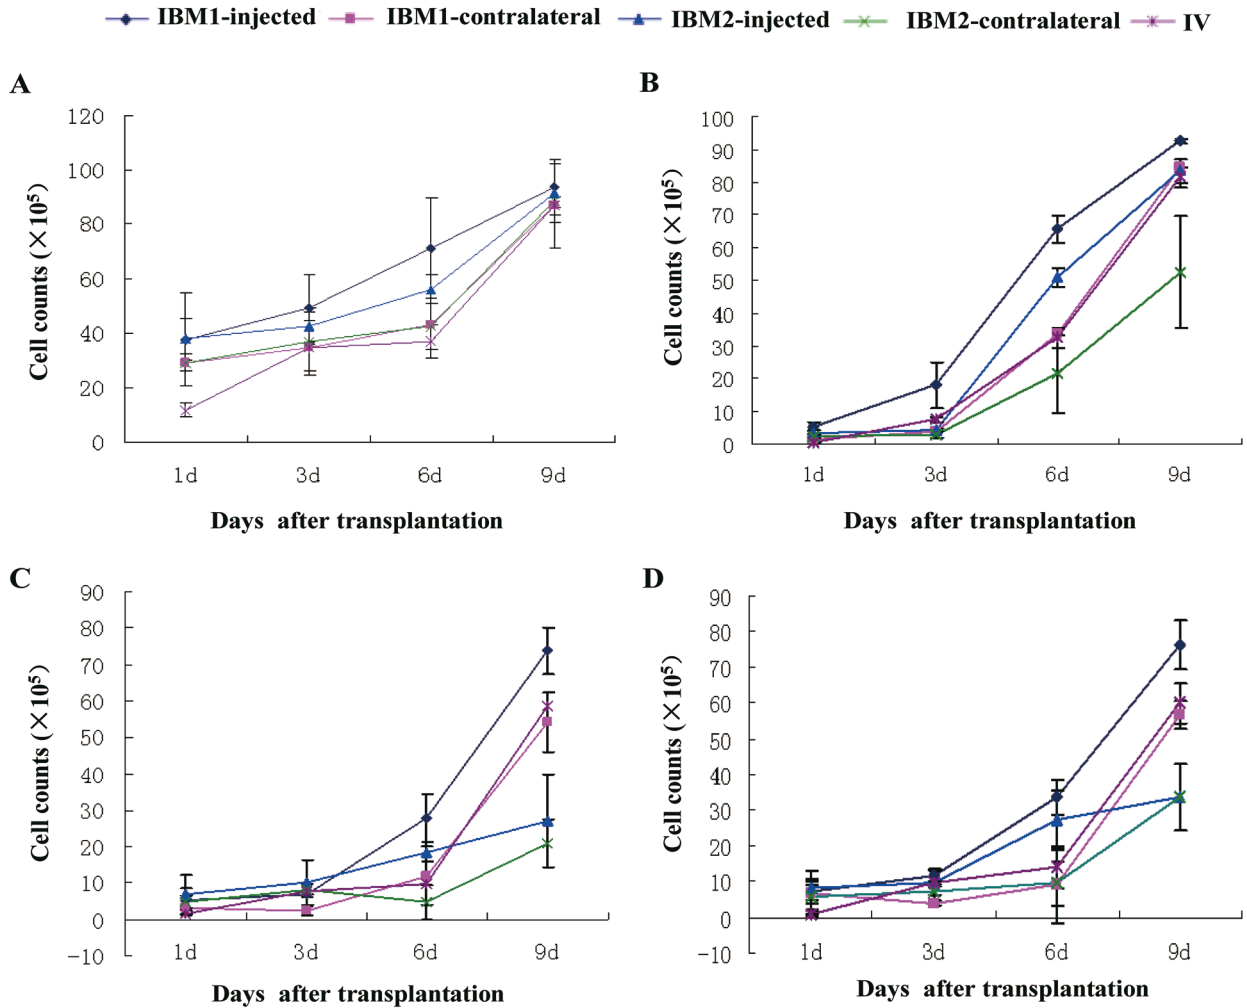 IBM1-injected IBM1-contralateral IBM2-injected IBM2-contralateral IV
A
120
100
80
60
40
20
0
Cell counts (×10⁵)
1d 3d 6d 9d
Days after transplantation
B
100
90
80
70
60
50
40
30
20
10
0
Cell counts (×10⁵)
1d 3d 6d 9d
Days after transplantation
C
90
80
70
60
50
40
30
20
10
0
-10
Cell counts (×10⁵)
1d 3d 6d 9d
Days after transplantation
D
90
80
70
60
50
40
30
20
10
0
-10
Cell counts (×10⁵)
1d 3d 6d 9d
Days after transplantation